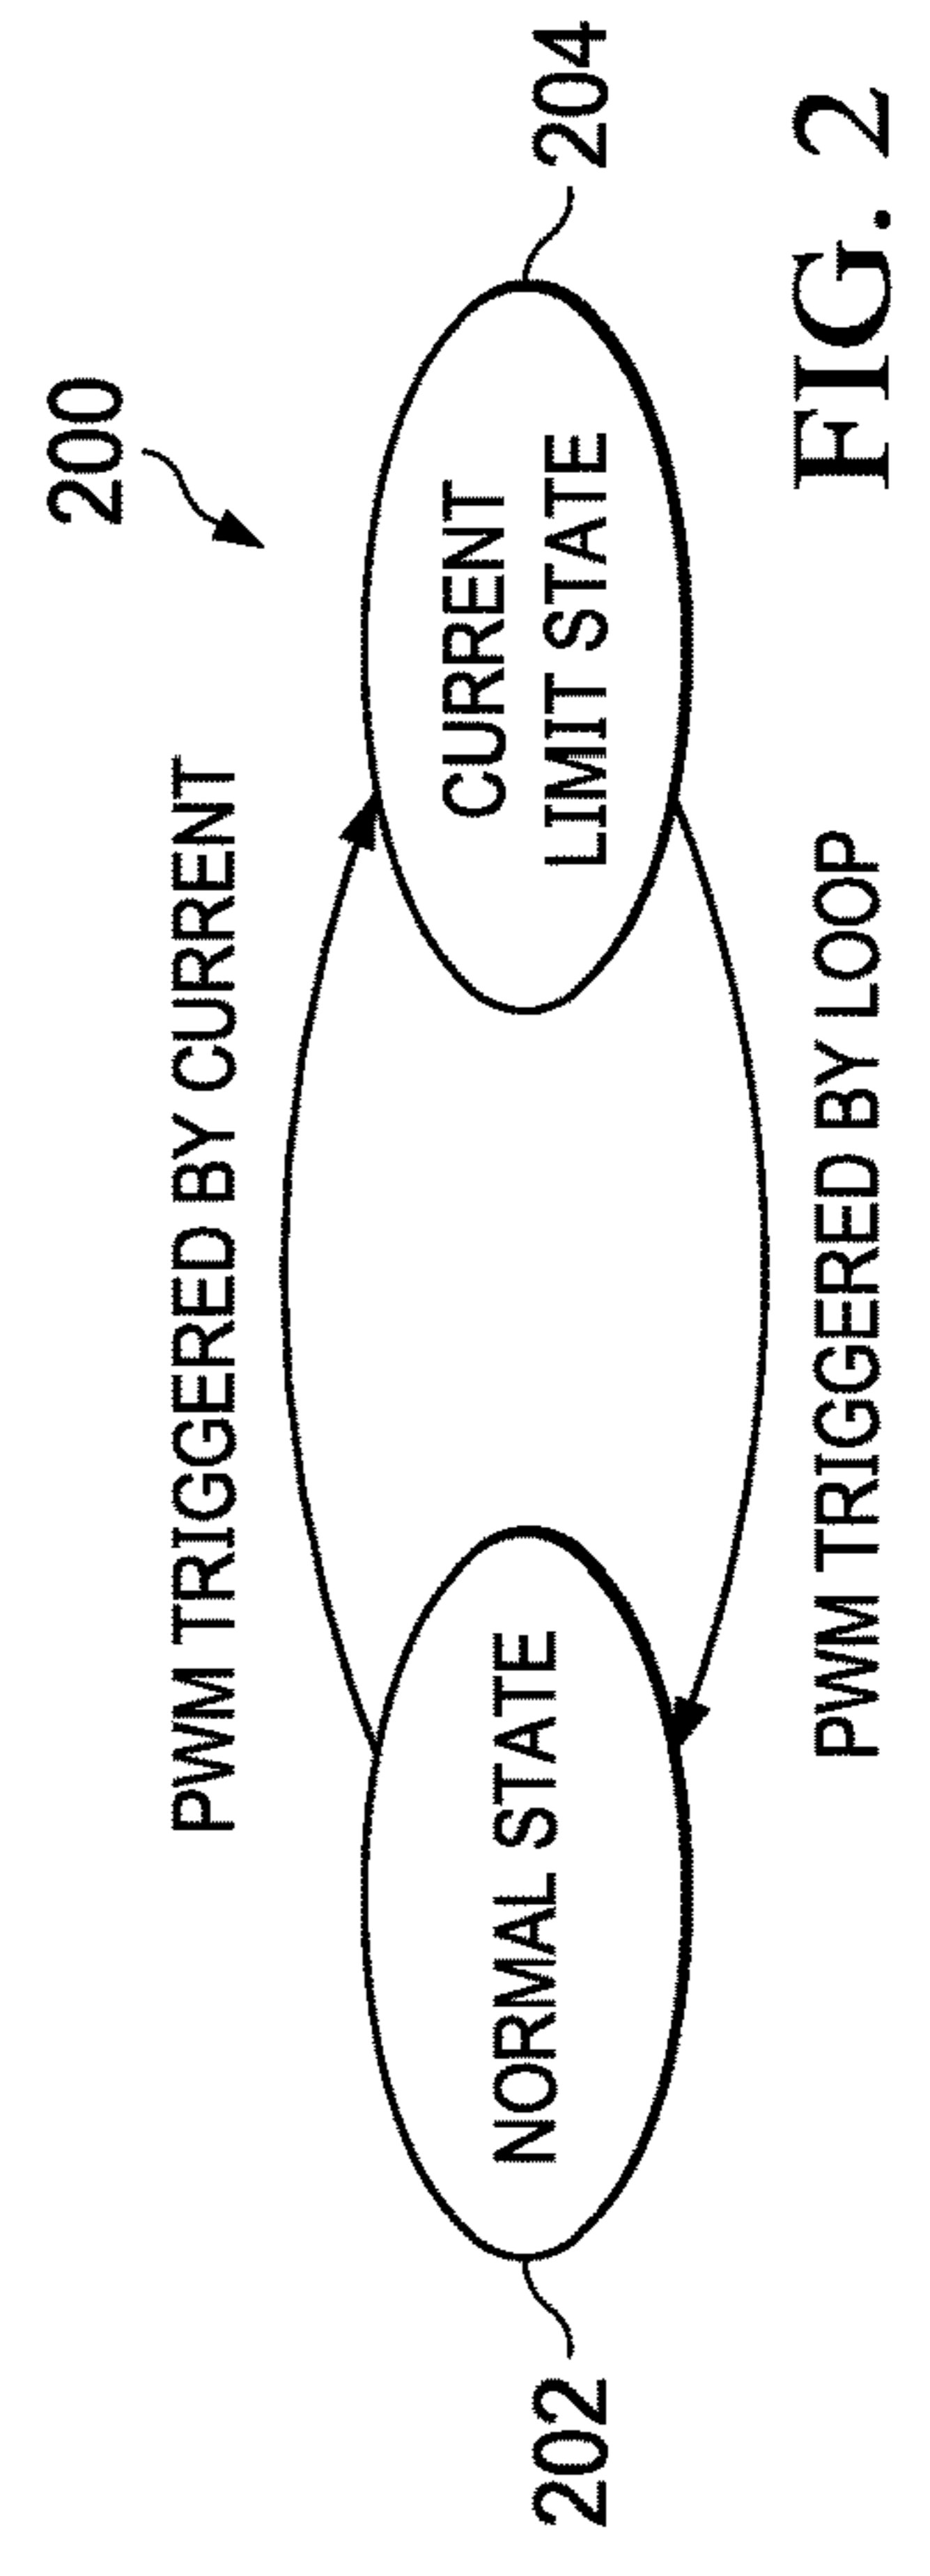 200
PWM TRIGGERED BY CURRENT
202
NORMAL STATE
CURRENT
LIMIT STATE
204
PWM TRIGGERED BY LOOP
FIG. 2